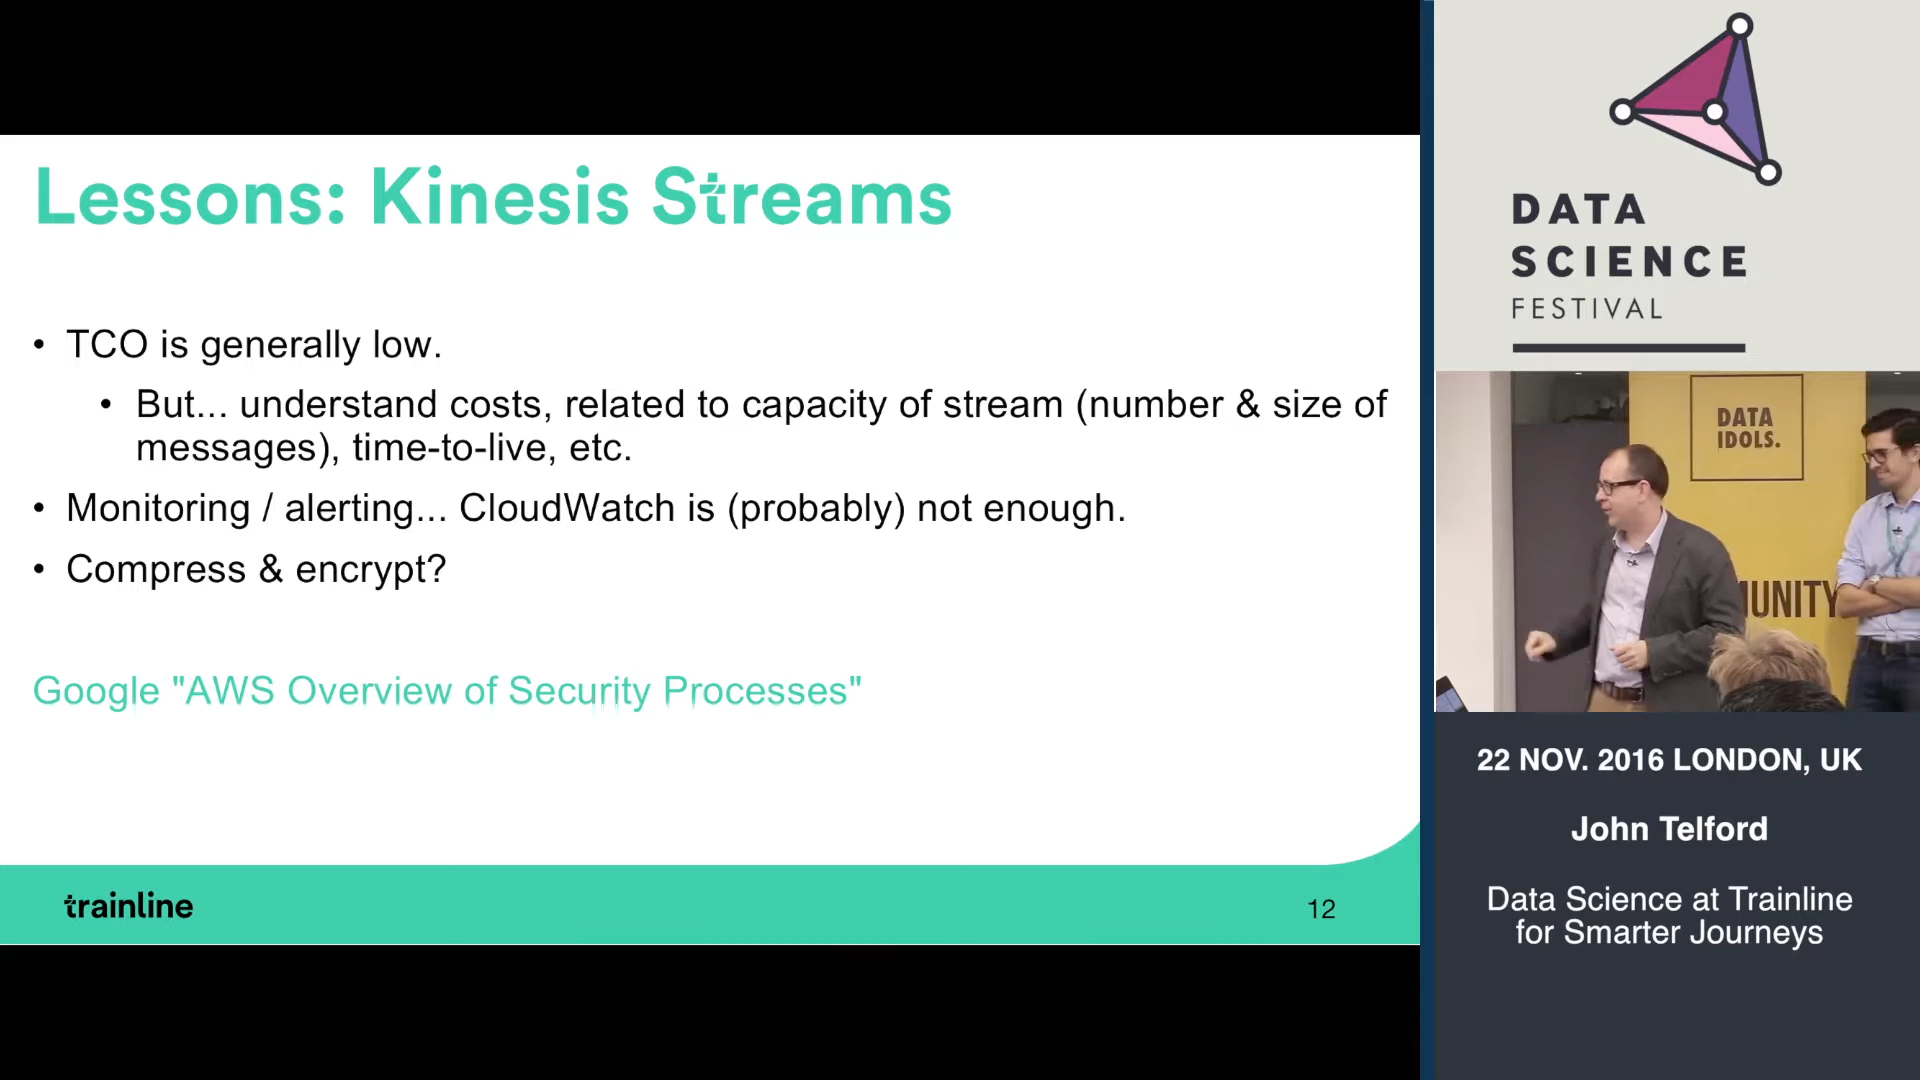 Lessons: Kinesis Streams
• TCO is generally low.
• But... understand costs, related to capacity of stream (number & size of
messages), time-to-live, etc.
• Monitoring / alerting... CloudWatch is (probably) not enough.
• Compress & encrypt?
Google "AWS Overview of Security Processes"
trainline
12
DATA
SCIENCE
FESTIVAL
DATA
IDOLS.
UNITY
22 NOV. 2016 LONDON, UK
John Telford
Data Science at Trainline
for Smarter Journeys